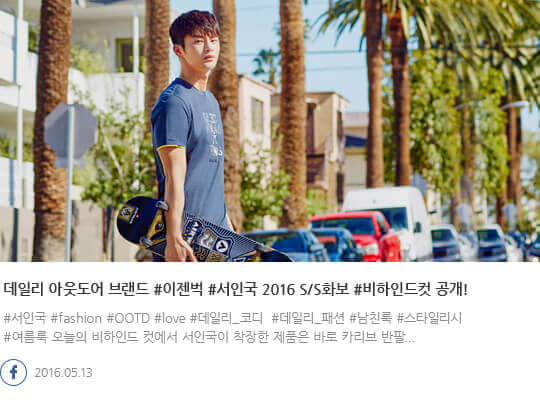 데일리 아웃도어 브랜드 #이젠벅 #서인국 2016 S/S화보 #비하인드컷 공개!
#서인국 #fashion #OOTD #love #데일리_코디 #데일리_패션 #남친룩 #스타일리시
#여름룩 오늘의 비하인드 컷에서 서인국이 착장한 제품은 바로 카리브 반팔...
f 2016.05.13